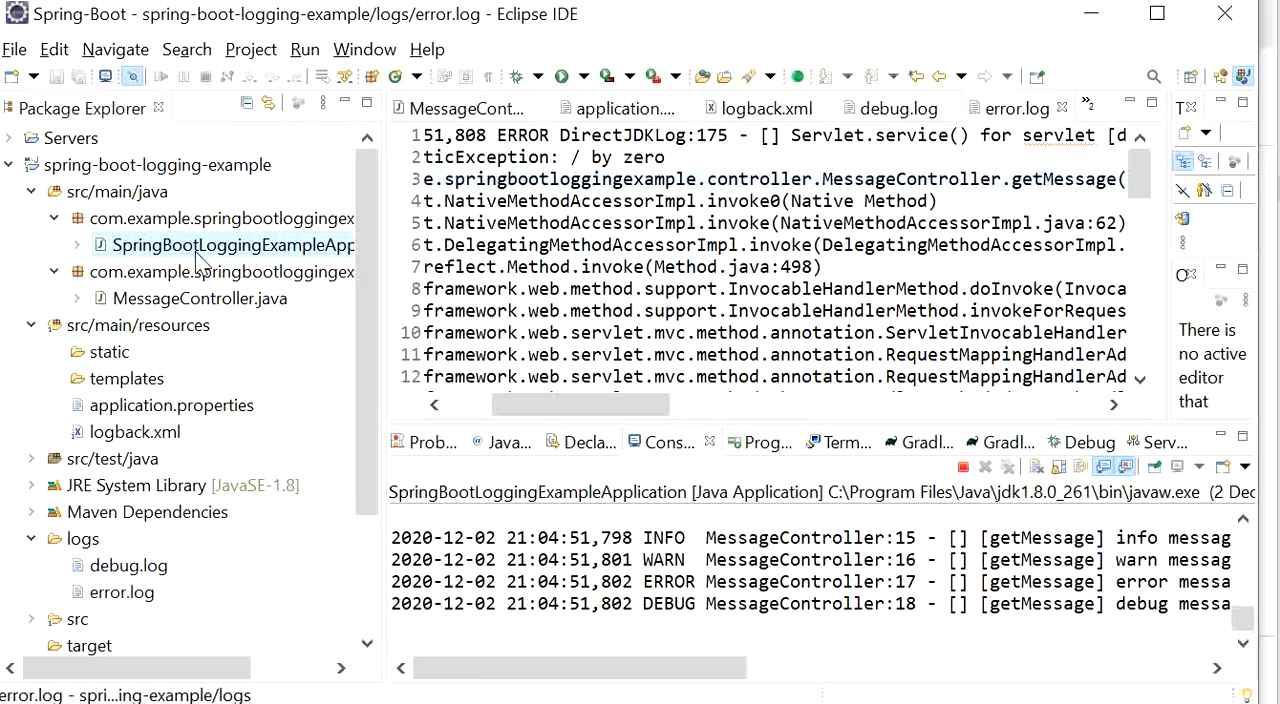 Spring-Boot - spring-boot-logging-example/logs/error.log - Eclipse IDE
File Edit Navigate Search Project Run Window Help
Package Explorer
Servers
spring-boot-logging-example
src/main/java
com.example.springbootloggingex
SpringBootLoggingExampleApp
com.example.springbootloggingex
MessageController.java
src/main/resources
static
templates
application.properties
logback.xml
src/test/java
JRE System Library [JavaSE-1.8]
Maven Dependencies
logs
debug.log
error.log
src
target
MessageCont... application.... logback.xml debug.log error.log »2
1 51,808 ERROR DirectJDKLog:175 - [] Servlet.service() for servlet [d
2 ticException: / by zero
3 e.springbootloggingexample.controller.MessageController.getMessage(
4 t.NativeMethodAccessorImpl.invoke0(Native Method)
5 t.NativeMethodAccessorImpl.invoke(NativeMethodAccessorImpl.java:62)
6 t.DelegatingMethodAccessorImpl.invoke(DelegatingMethodAccessorImpl.
7 reflect.Method.invoke(Method.java:498)
8 framework.web.method.support.InvocableHandlerMethod.doInvoke(Invoca
9 framework.web.method.support.InvocableHandlerMethod.invokeForReques
10 framework.web.servlet.mvc.method.annotation.ServletInvocableHandler
11 framework.web.servlet.mvc.method.annotation.RequestMappingHandlerAd
12 framework.web.servlet.mvc.method.annotation.RequestMappingHandlerAd
T
O
There is
no active
editor
that
Prob... Java... Decla... Cons... Prog... Term... Gradl... Gradl... Debug Serv...
SpringBootLoggingExampleApplication [Java Application] C:\Program Files\Java\jdk1.8.0_261\bin\javaw.exe (2 Dec
2020-12-02 21:04:51,798 INFO MessageController:15 - [] [getMessage] info messag
2020-12-02 21:04:51,801 WARN MessageController:16 - [] [getMessage] warn messag
2020-12-02 21:04:51,802 ERROR MessageController:17 - [] [getMessage] error messa
2020-12-02 21:04:51,802 DEBUG MessageController:18 - [] [getMessage] debug messa
error.log - spri...ing-example/logs